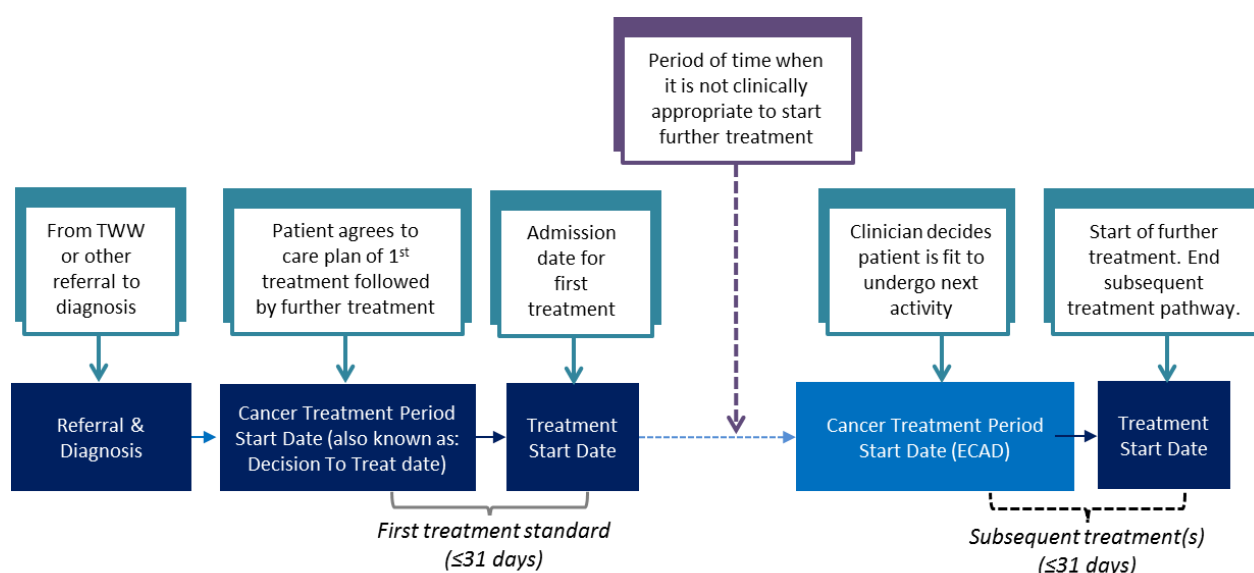 Period of time when
it is not clinically
appropriate to start
further treatment
From TWW
or other
referral to
diagnosis
Patient agrees to
care plan of 1st
treatment followed
by further treatment
Admission
date for
first
treatment
Clinician decides
patient is fit to
undergo next
activity
Start of further
treatment. End
subsequent
treatment pathway.
Referral &
Diagnosis
Cancer Treatment Period
Start Date (also known as:
Decision To Treat date)
Treatment
Start Date
Cancer Treatment Period
Start Date (ECAD)
Treatment
Start Date
First treatment standard
(≤31 days)
Subsequent treatment(s)
(≤31 days)